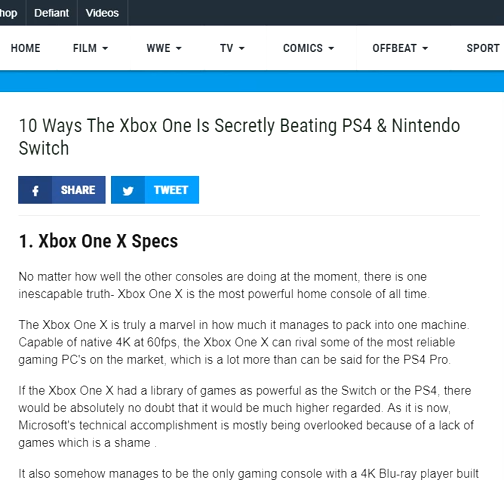 hop Defiant Videos
HOME FILM WWE TV COMICS OFFBEAT SPORT
10 Ways The Xbox One Is Secretly Beating PS4 & Nintendo
Switch
f SHARE TWEET
1. Xbox One X Specs
No matter how well the other consoles are doing at the moment, there is one
inescapable truth- Xbox One X is the most powerful home console of all time.
The Xbox One X is truly a marvel in how much it manages to pack into one machine.
Capable of native 4K at 60fps, the Xbox One X can rival some of the most reliable
gaming PC's on the market, which is a lot more than can be said for the PS4 Pro.
If the Xbox One X had a library of games as powerful as the Switch or the PS4, there
would be absolutely no doubt that it would be much higher regarded. As it is now,
Microsoft's technical accomplishment is mostly being overlooked because of a lack of
games which is a shame .
It also somehow manages to be the only gaming console with a 4K Blu-ray player built